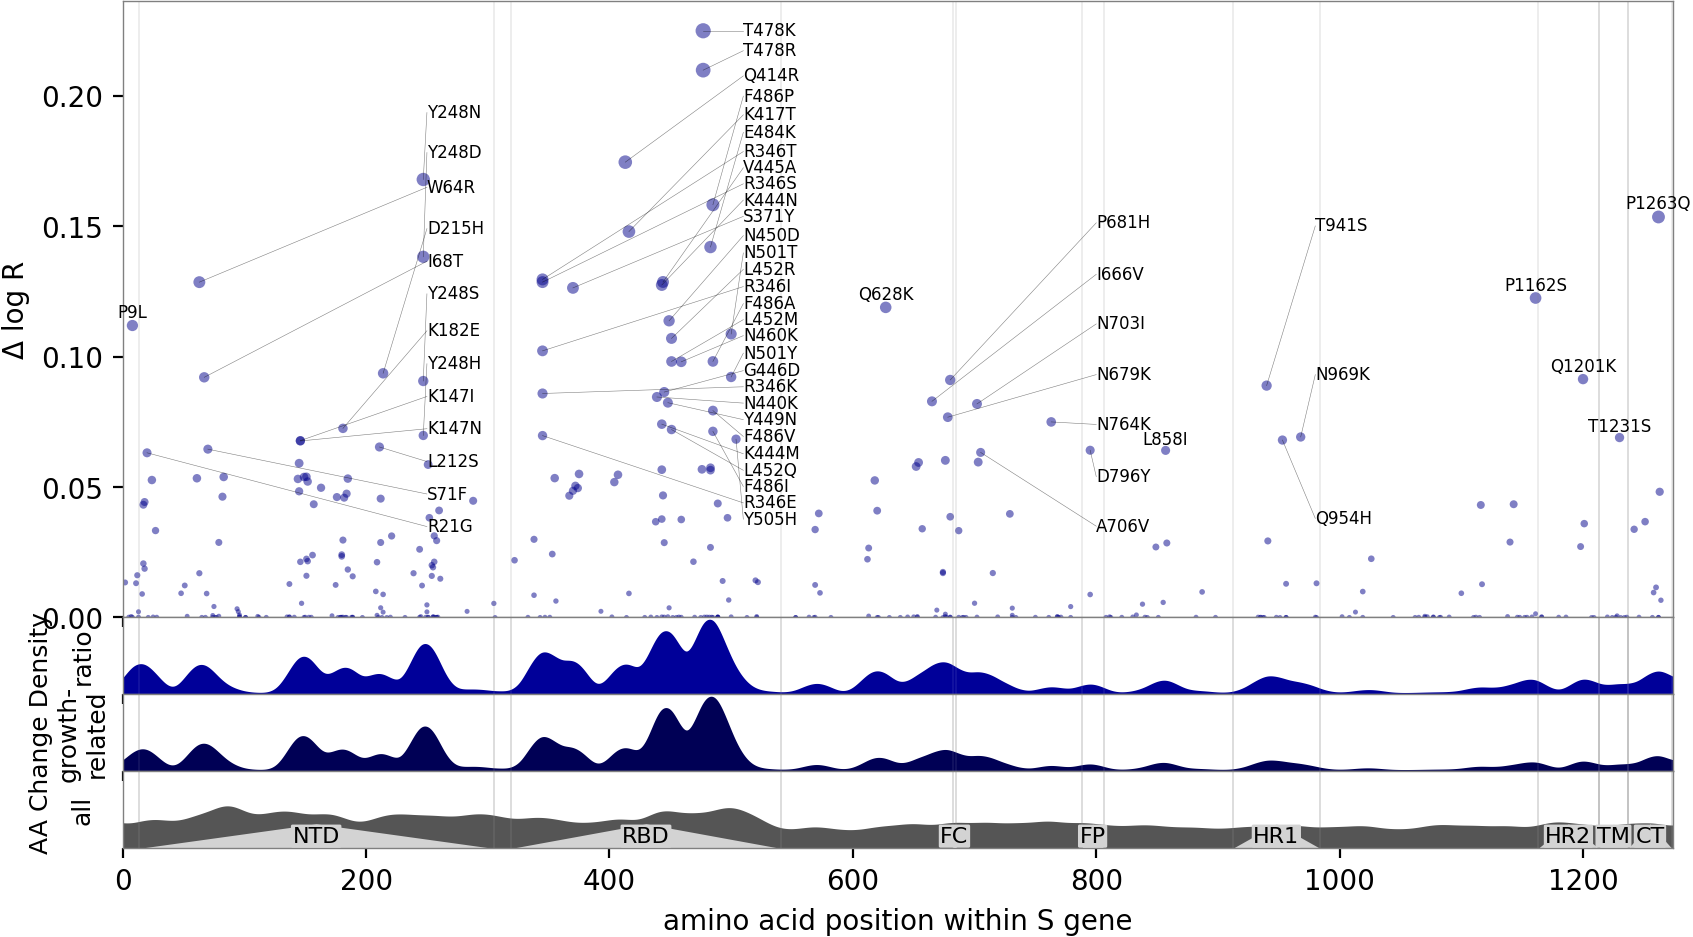 T478K
T478R
Q414R
F486P
K417T
E484K
R346T
V445A
R346S
K444N
S371Y
N450D
N501T
L452R
R346I
F486A
L452M
N460K
N501Y
G446D
R346K
N440K
Y449N
F486V
K444M
L452Q
F486I
R346E
Y505H
Y248N
Y248D
W64R
D215H
I68T
Y248S
K182E
Y248H
K147I
K147N
L212S
S71F
R21G
P9L
Q628K
P681H
I666V
N703I
N679K
N764K
L858I
D796Y
A706V
T941S
N969K
Q954H
P1263Q
P1162S
Q1201K
T1231S
0.20
0.15
0.10
0.05
0.00
Δ log R
AA Change Density
ratio
growth-
related
all
NTD
RBD
FC
FP
HR1
HR2
TM
CT
0
200
400
600
800
1000
1200
amino acid position within S gene